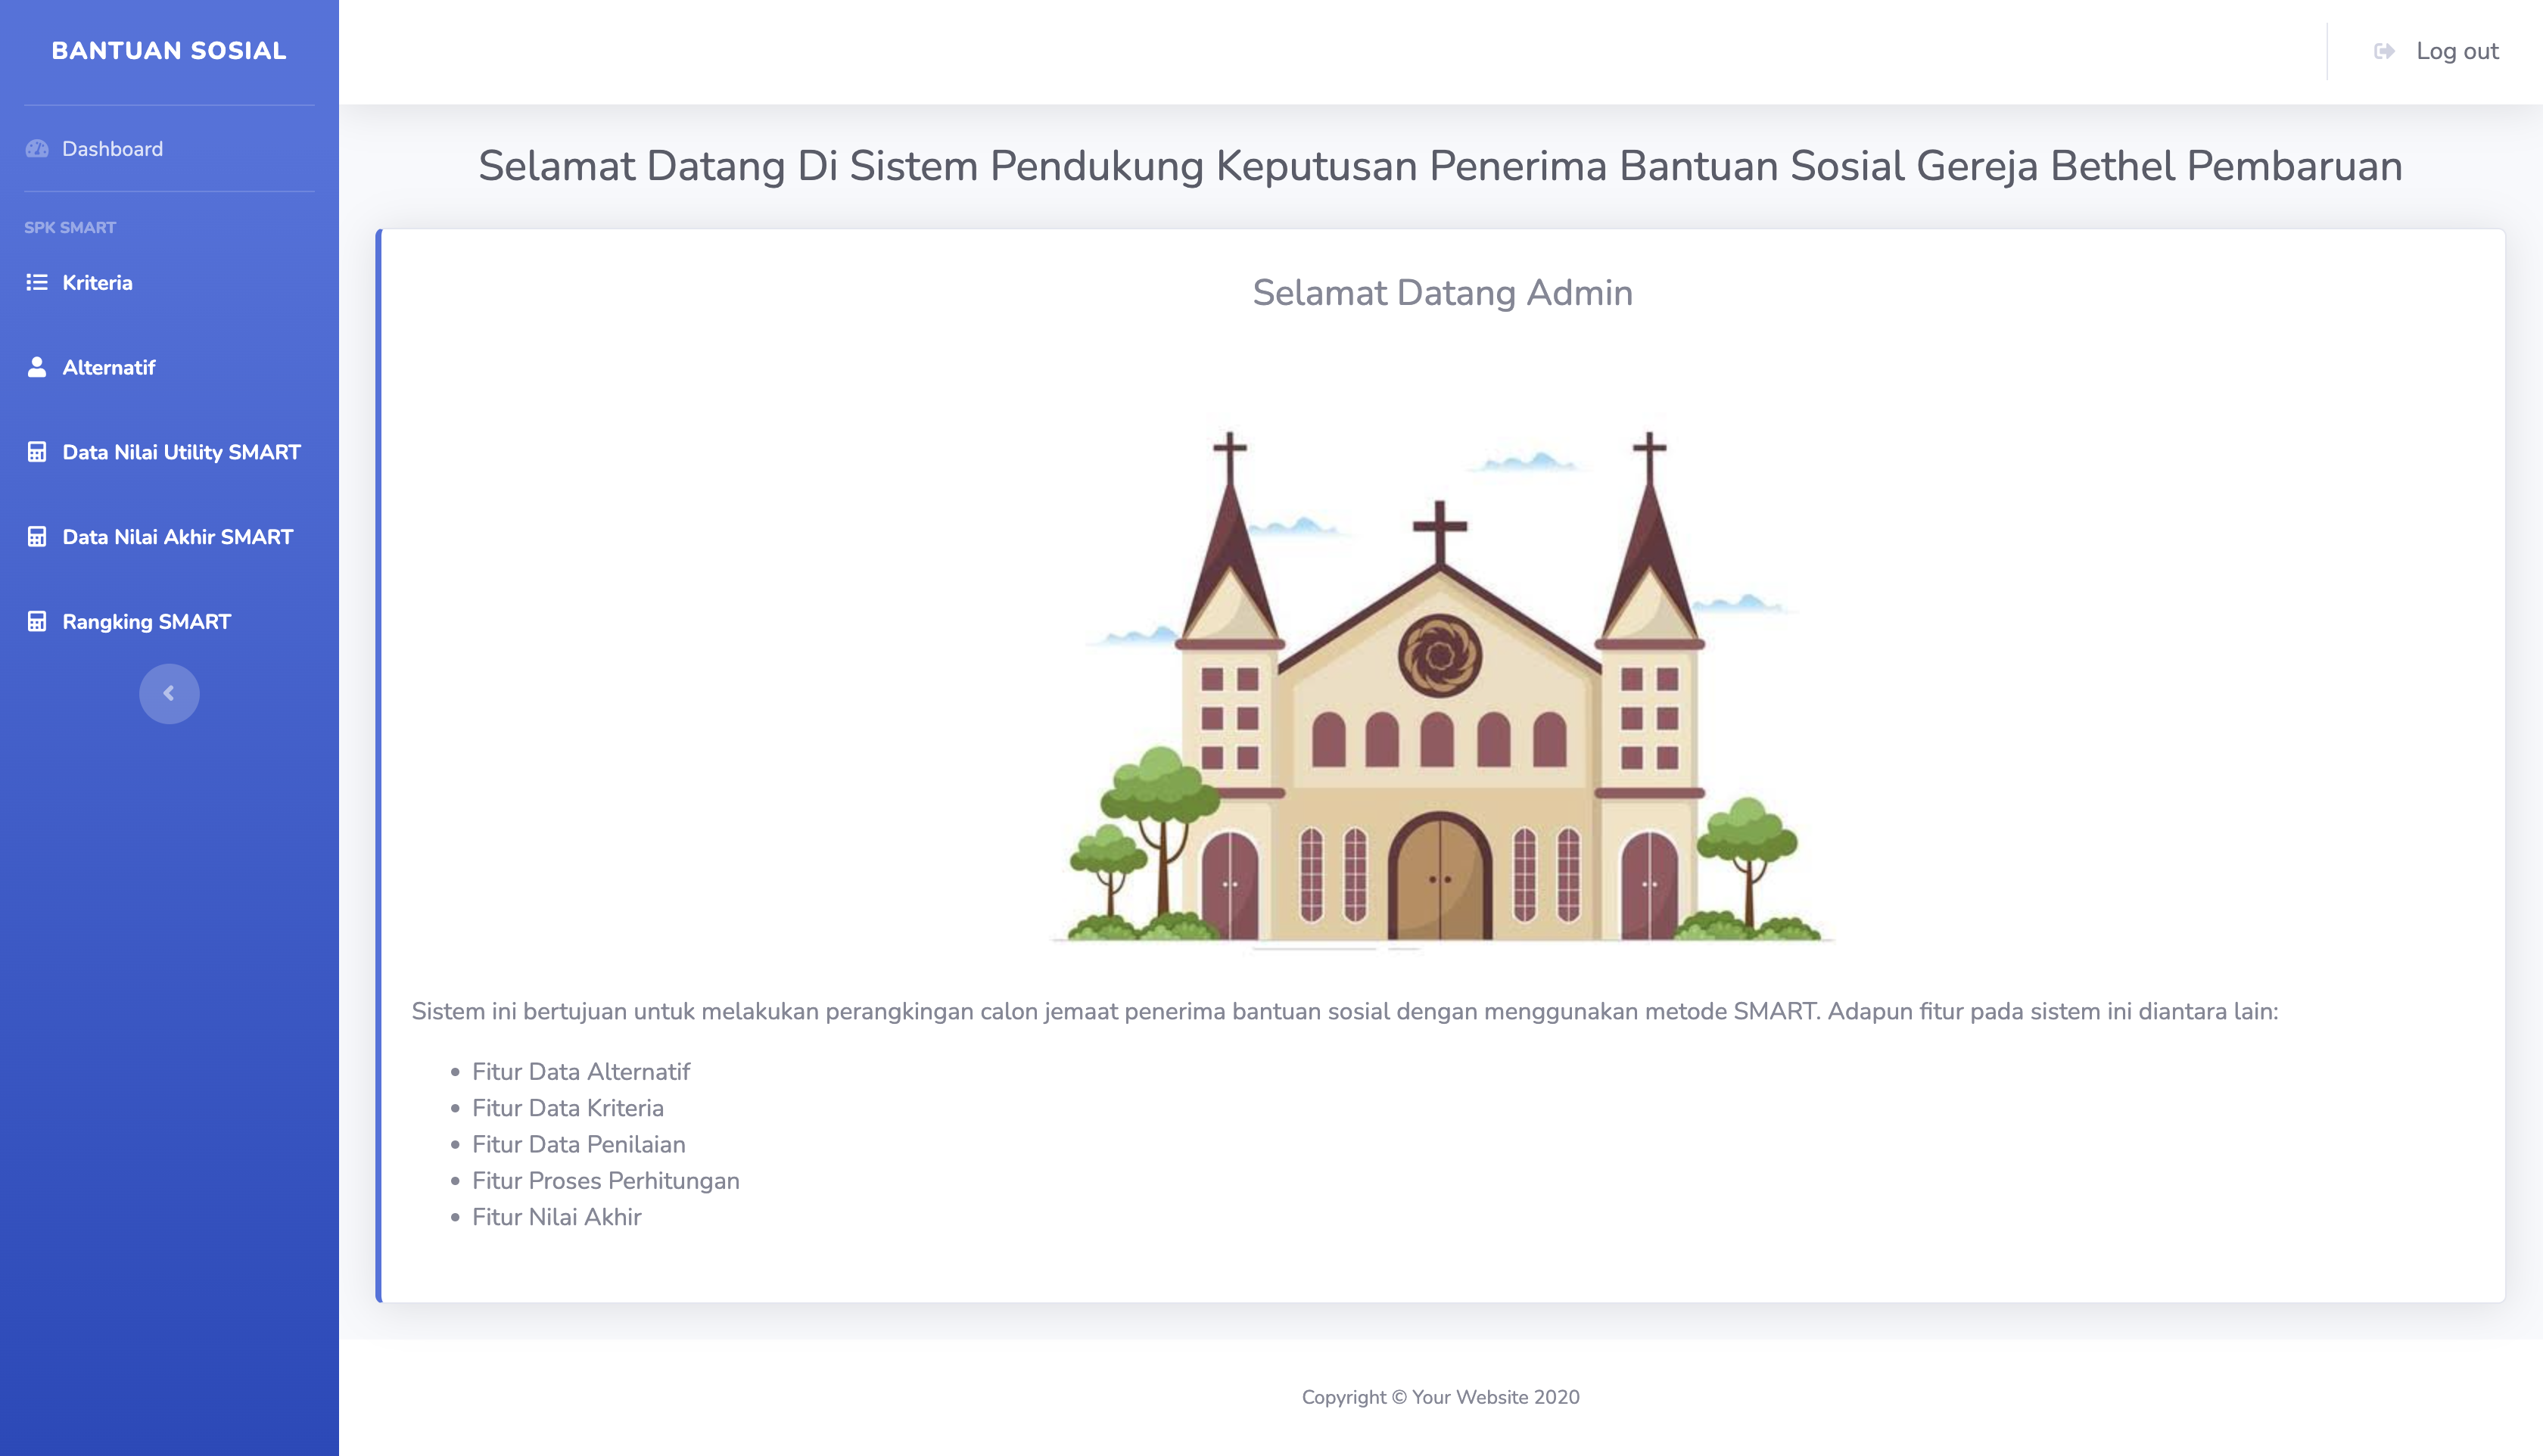 BANTUAN SOSIAL
Dashboard
SPK SMART
Kriteria
Alternatif
Data Nilai Utility SMART
Data Nilai Akhir SMART
Rangking SMART
Log out
Selamat Datang Di Sistem Pendukung Keputusan Penerima Bantuan Sosial Gereja Bethel Pembaruan
Selamat Datang Admin
Sistem ini bertujuan untuk melakukan perangkingan calon jemaat penerima bantuan sosial dengan menggunakan metode SMART. Adapun fitur pada sistem ini diantara lain:
• Fitur Data Alternatif
• Fitur Data Kriteria
• Fitur Data Penilaian
• Fitur Proses Perhitungan
• Fitur Nilai Akhir
Copyright © Your Website 2020